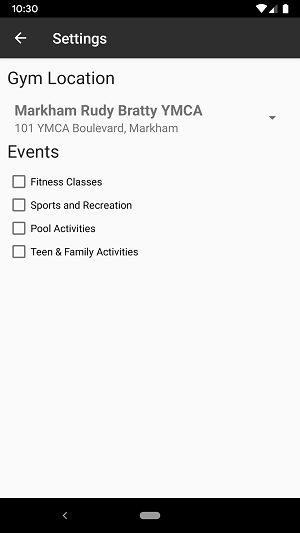 10:30
Settings
Gym Location
Markham Rudy Bratty YMCA
101 YMCA Boulevard, Markham
Events
Fitness Classes
Sports and Recreation
Pool Activities
Teen & Family Activities